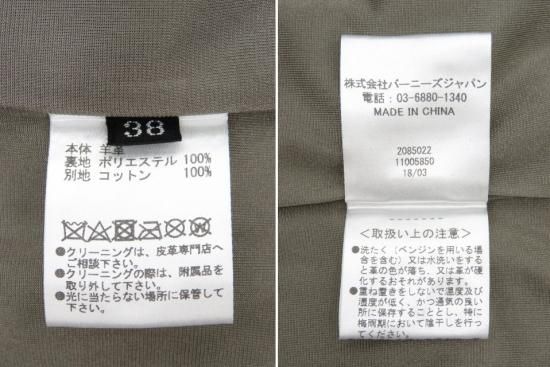 38
本体 羊革
裏地 ポリエステル 100%
別地 コットン 100%
●クリーニングは、皮革専門店へ
ご相談下さい。
●クリーニングの際は、付属品を
取り外して下さい。
●光に当たらない場所に保管して
下さい。
株式会社バーニーズジャパン
電話：03-6880-1340
MADE IN CHINA
2085022
11005850
18/03
＜取扱い上の注意＞
●洗たく（ベンジンを用いる場
合を含む）又は水洗いをする
と革の色が落ち、又は革が硬
化するおそれがあります。
●重ね置きをしないで温度及び
湿度が低く、かつ通気の良い
所に保存することとし、特に
梅雨期において陰干しを行っ
てください。